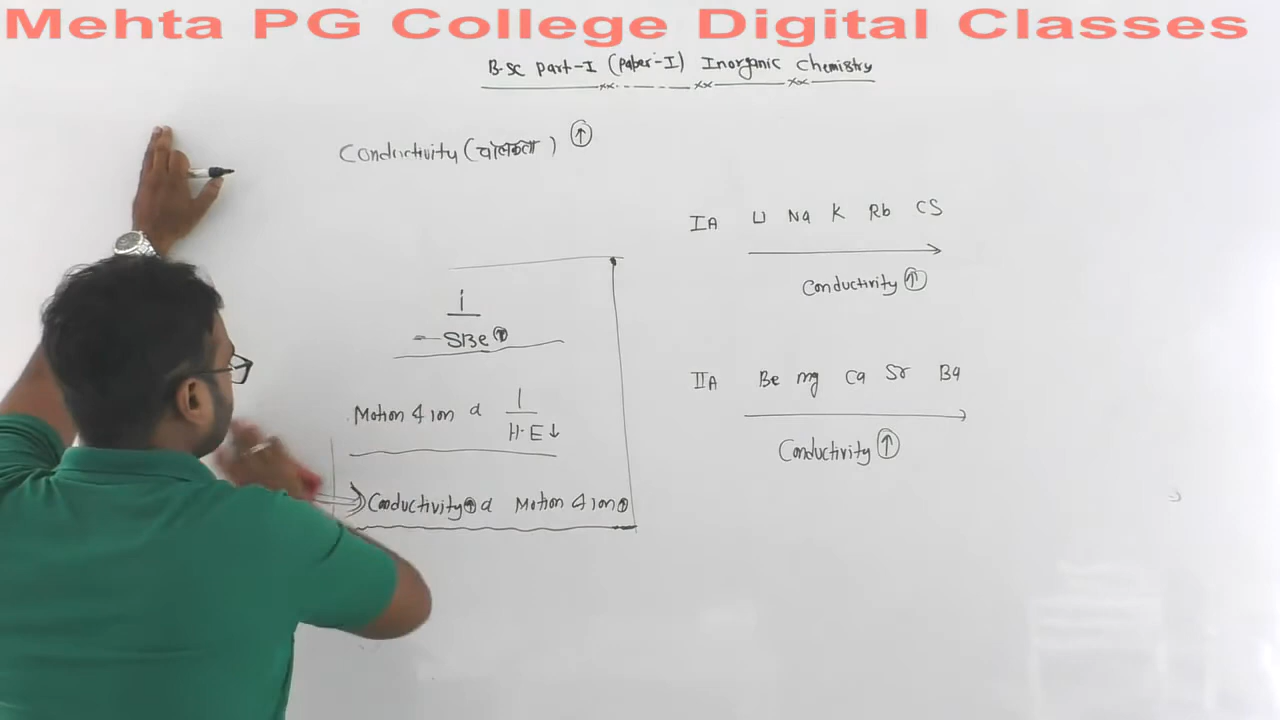 Mehta PG College Digital Classes
B.Sc part-I (paper-I) Inorganic Chemistry
Conductivity (चालकता) ↑
IA Li Na K Rb CS
Conductivity ↑
1
SBe ↑
IIA Be mg Ca Sr Ba
Conductivity ↑
Motion of ion α 1
H.E ↓
Conductivity ↑ α Motion of ion ↑